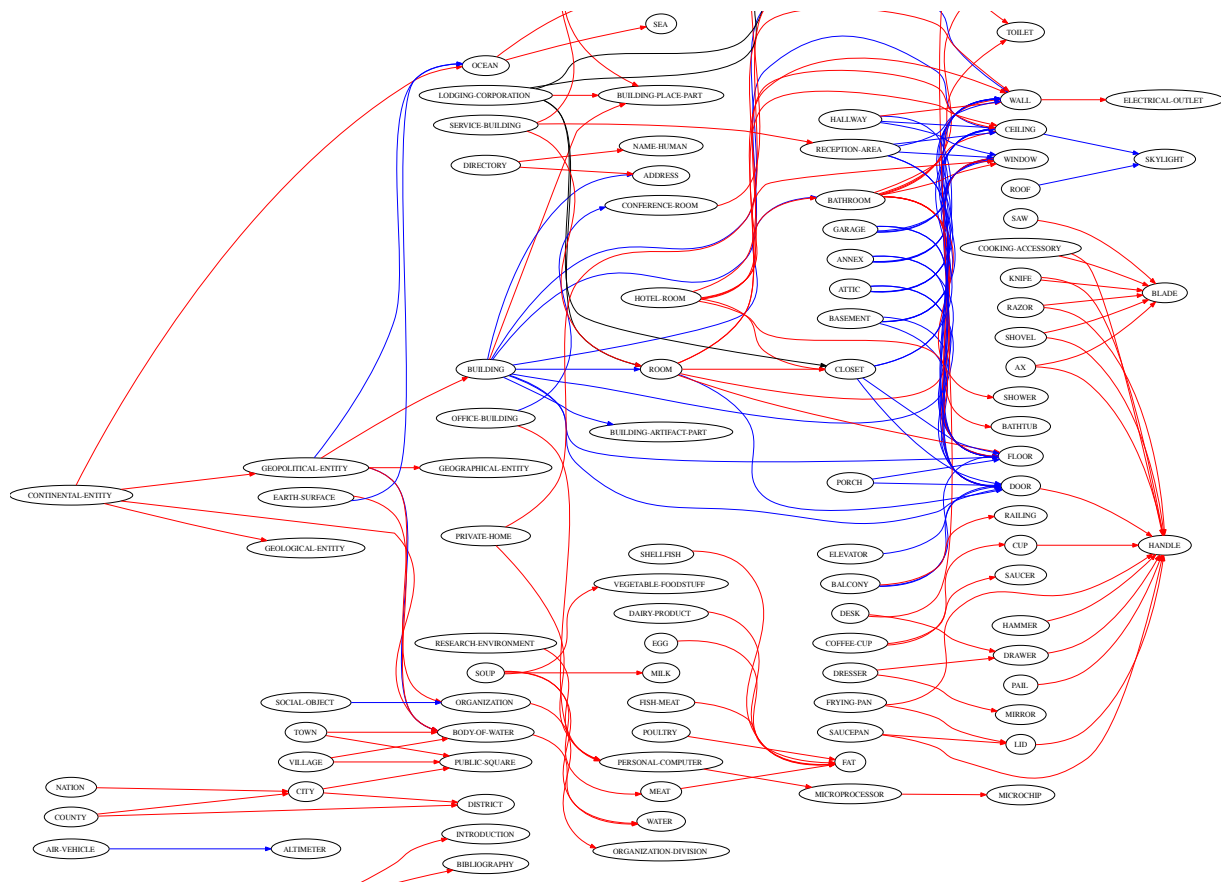 SEA
TOILET
OCEAN
LODGING-CORPORATION
BUILDING-PLACE-PART
WALL
ELECTRICAL-OUTLET
SERVICE-BUILDING
HALLWAY
CEILING
NAME-HUMAN
RECEPTION-AREA
WINDOW
SKYLIGHT
DIRECTORY
ADDRESS
ROOF
CONFERENCE-ROOM
BATHROOM
SAW
GARAGE
COOKING-ACCESSORY
ANNEX
KNIFE
HOTEL-ROOM
ATTIC
RAZOR
BLADE
BASEMENT
SHOVEL
BUILDING
ROOM
CLOSET
AX
SHOWER
OFFICE-BUILDING
BUILDING-ARTIFACT-PART
BATHTUB
GEOPOLITICAL-ENTITY
GEOGRAPHICAL-ENTITY
FLOOR
CONTINENTAL-ENTITY
EARTH-SURFACE
PORCH
DOOR
RAILING
GEOLOGICAL-ENTITY
PRIVATE-HOME
SHELLFISH
ELEVATOR
CUP
HANDLE
VEGETABLE-FOODSTUFF
BALCONY
SAUCER
DAIRY-PRODUCT
DESK
HAMMER
RESEARCH-ENVIRONMENT
EGG
COFFEE-CUP
DRAWER
SOUP
MILK
DRESSER
PAIL
SOCIAL-OBJECT
ORGANIZATION
FISH-MEAT
FRYING-PAN
MIRROR
TOWN
BODY-OF-WATER
POULTRY
SAUCEPAN
LID
VILLAGE
PUBLIC-SQUARE
PERSONAL-COMPUTER
FAT
NATION
CITY
MEAT
MICROPROCESSOR
MICROCHIP
COUNTY
DISTRICT
WATER
INTRODUCTION
AIR-VEHICLE
ALTIMETER
ORGANIZATION-DIVISION
BIBLIOGRAPHY